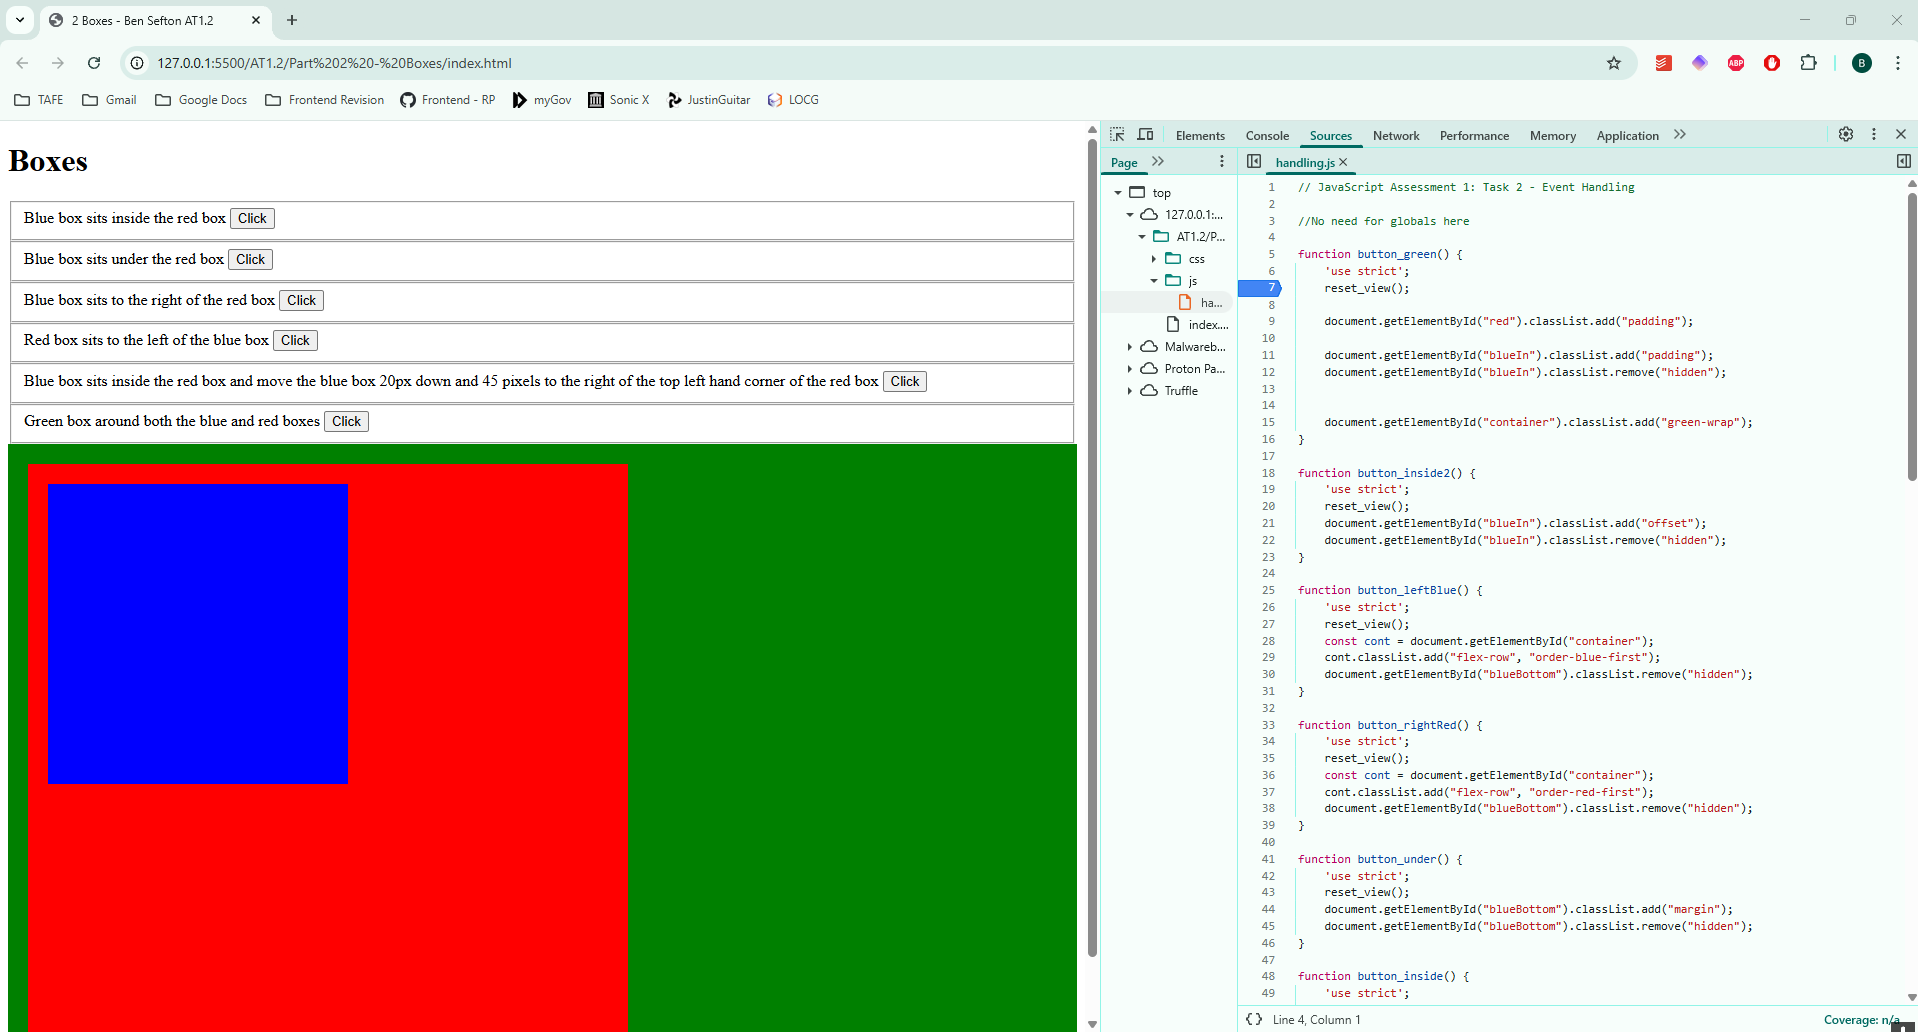 2 Boxes - Ben Sefton AT1.2
127.0.0.1:5500/AT1.2/Part%202%20-%20Boxes/index.html
ABP
B
TAFE Gmail Google Docs Frontend Revision Frontend - RP myGov Sonic X JustinGuitar LOCG
Boxes
Blue box sits inside the red box Click
Blue box sits under the red box Click
Blue box sits to the right of the red box Click
Red box sits to the left of the blue box Click
Blue box sits inside the red box and move the blue box 20px down and 45 pixels to the right of the top left hand corner of the red box Click
Green box around both the blue and red boxes Click
Elements Console Sources Network Performance Memory Application
Page
top
127.0.0.1:...
AT1.2/P...
css
js
ha...
index....
Malwareb...
Proton Pa...
Truffle
handling.js
1 // JavaScript Assessment 1: Task 2 - Event Handling
2
3 //No need for globals here
4
5 function button_green() {
6 'use strict';
7 reset_view();
8
9 document.getElementById("red").classList.add("padding");
10
11 document.getElementById("blueIn").classList.add("padding");
12 document.getElementById("blueIn").classList.remove("hidden");
13
14
15 document.getElementById("container").classList.add("green-wrap");
16 }
17
18 function button_inside2() {
19 'use strict';
20 reset_view();
21 document.getElementById("blueIn").classList.add("offset");
22 document.getElementById("blueIn").classList.remove("hidden");
23 }
24
25 function button_leftBlue() {
26 'use strict';
27 reset_view();
28 const cont = document.getElementById("container");
29 cont.classList.add("flex-row", "order-blue-first");
30 document.getElementById("blueBottom").classList.remove("hidden");
31 }
32
33 function button_rightRed() {
34 'use strict';
35 reset_view();
36 const cont = document.getElementById("container");
37 cont.classList.add("flex-row", "order-red-first");
38 document.getElementById("blueBottom").classList.remove("hidden");
39 }
40
41 function button_under() {
42 'use strict';
43 reset_view();
44 document.getElementById("blueBottom").classList.add("margin");
45 document.getElementById("blueBottom").classList.remove("hidden");
46 }
47
48 function button_inside() {
49 'use strict';
{} Line 4, Column 1
Coverage: n/a